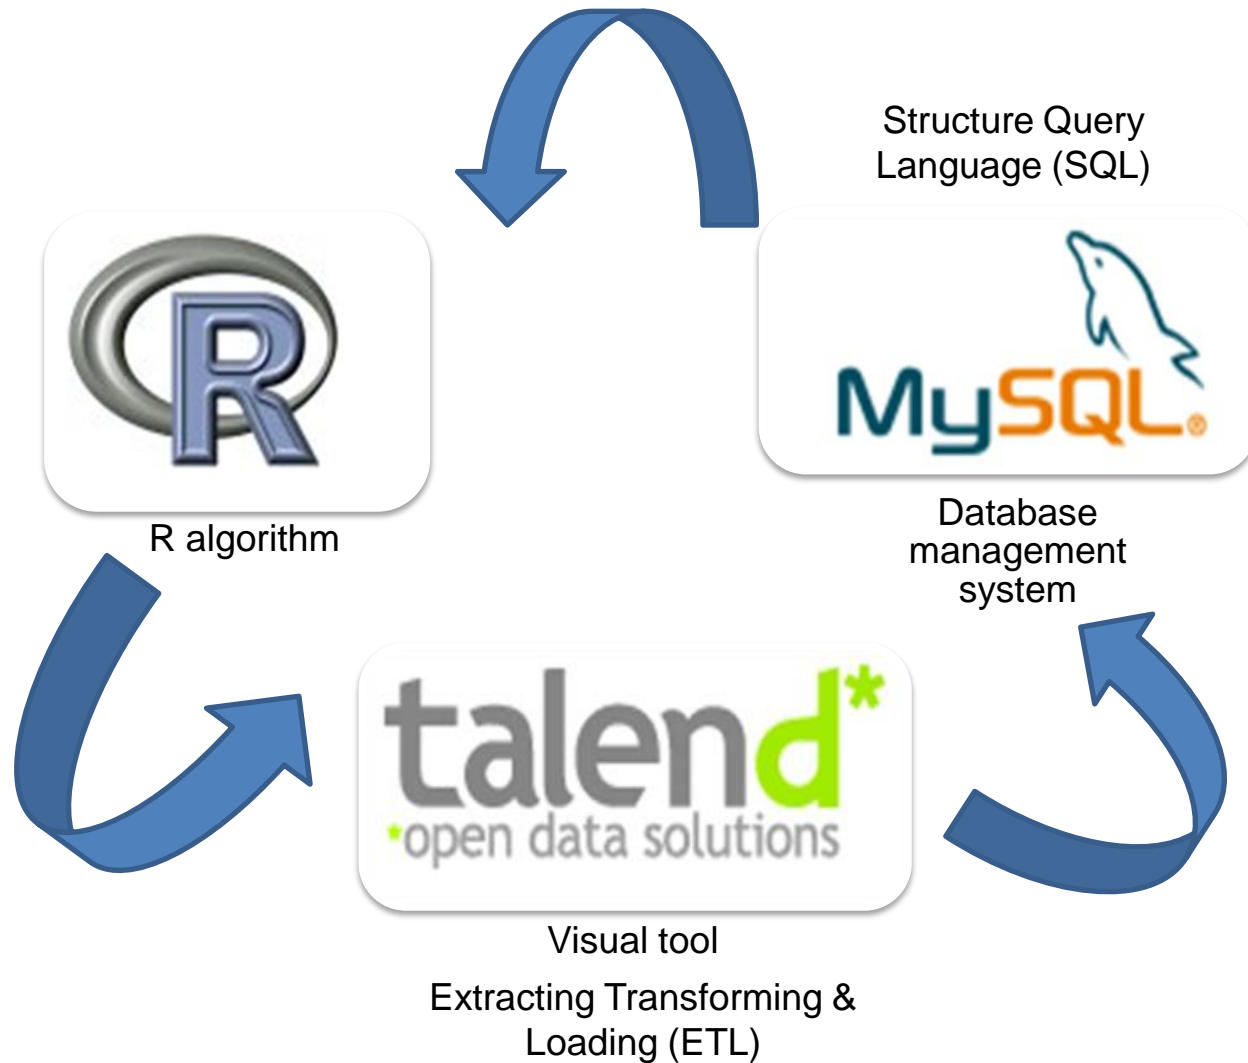 Structure Query
Language (SQL)
R
MySQL®
R algorithm
Database
management
system
talend*
*open data solutions
Visual tool
Extracting Transforming &
Loading (ETL)